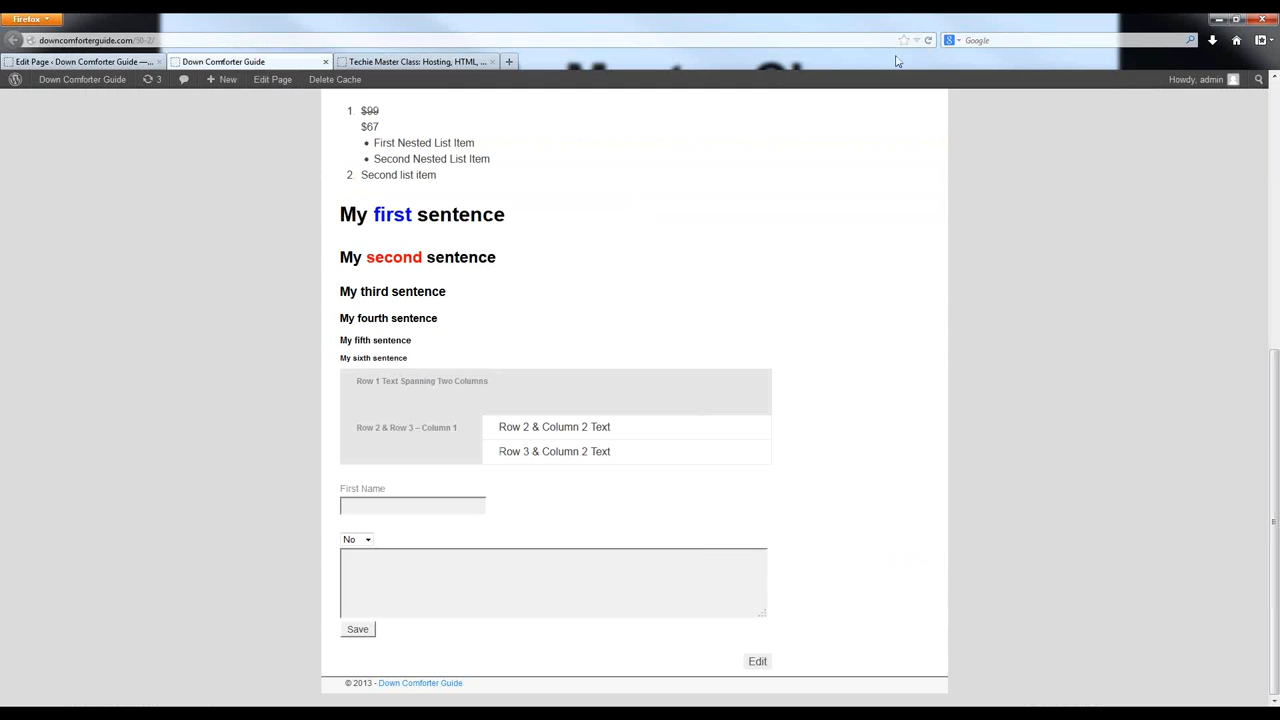 Firefox
downcomforterguide.com/50-2/
Google
Edit Page ‹ Down Comforter Guide —...
Down Comforter Guide
Techie Master Class: Hosting, HTML, ...
Down Comforter Guide
3
New
Edit Page
Delete Cache
Howdy, admin
1. $99
$67
• First Nested List Item
• Second Nested List Item
2. Second list item
My first sentence
My second sentence
My third sentence
My fourth sentence
My fifth sentence
My sixth sentence
Row 1 Text Spanning Two Columns
Row 2 & Row 3 – Column 1
Row 2 & Column 2 Text
Row 3 & Column 2 Text
First Name
No
Save
Edit
© 2013 - Down Comforter Guide